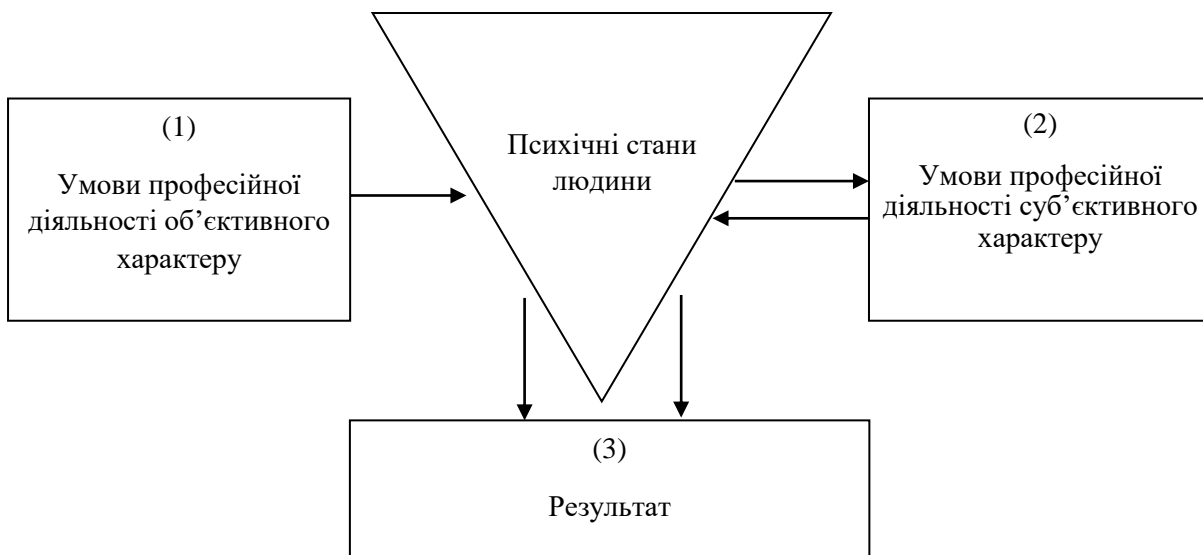 (1)
Умови професійної
діяльності об’єктивного
характеру
Психічні стани
людини
(2)
Умови професійної
діяльності суб’єктивного
характеру
(3)
Результат